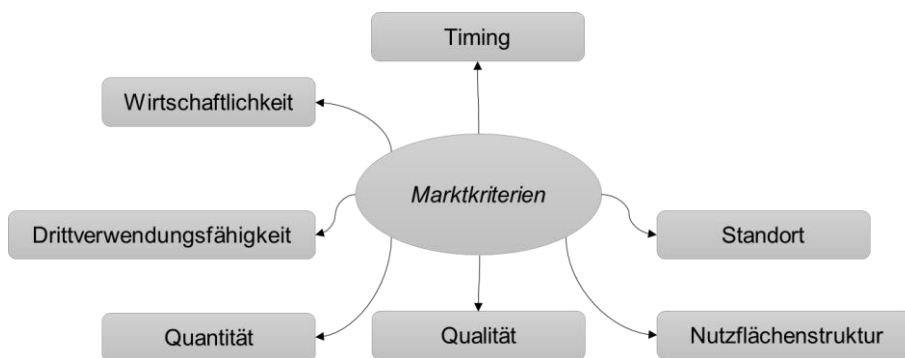 Timing
Wirtschaftlichkeit
Marktkriterien
Drittverwendungsfähigkeit
Standort
Quantität
Qualität
Nutzflächenstruktur